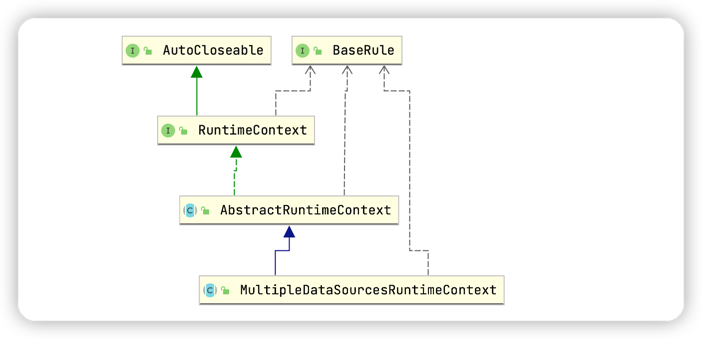 I AutoCloseable
I BaseRule
I RuntimeContext
C AbstractRuntimeContext
C MultipleDataSourcesRuntimeContext